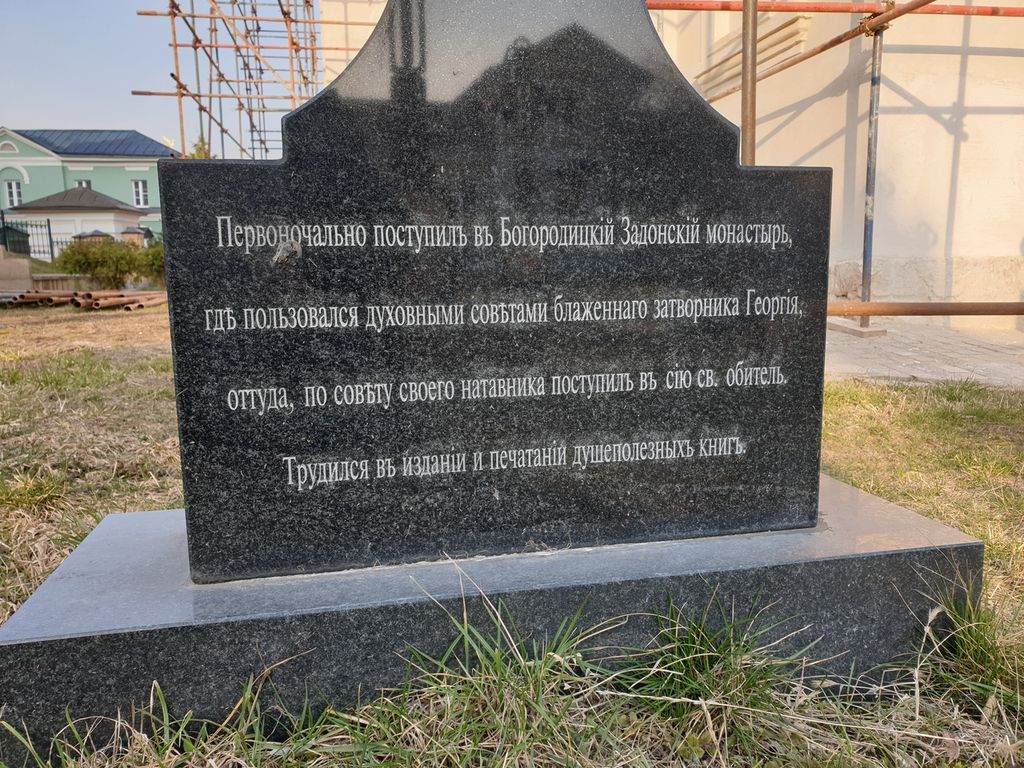 Первоночально поступилъ въ Богородицкій Задонскій монастырь,
гдѣ пользовался духовными совѣтами блаженнаго затворника Георгія,
оттуда, по совѣту своего натавника поступилъ въ сію св. обитель.
Трудился въ изданіи и печатаніи душеполезныхъ книгъ.